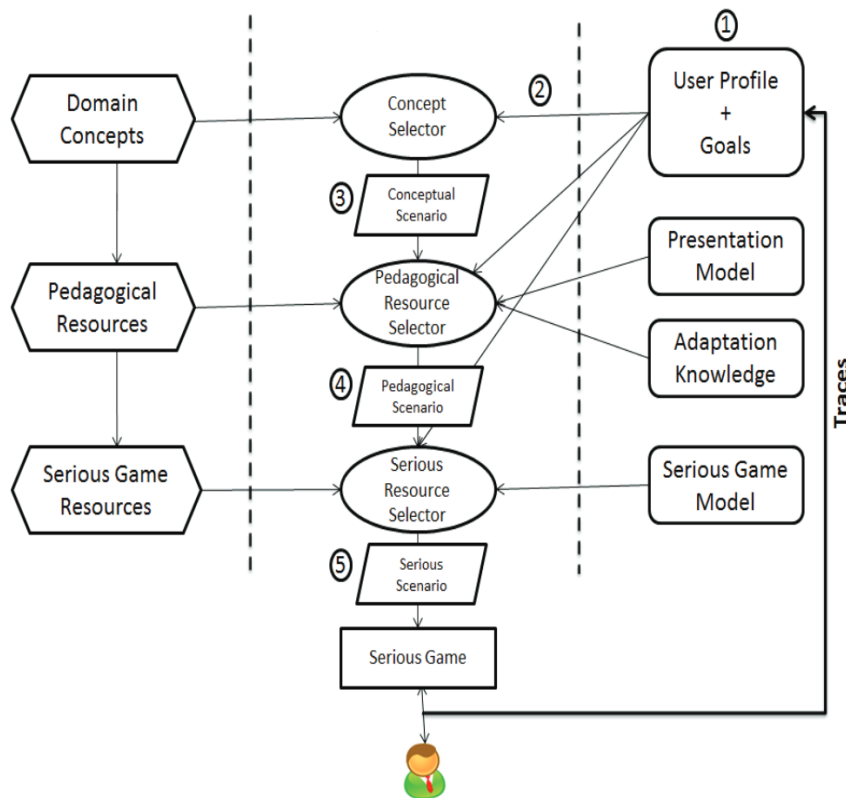 1
Domain
Concepts
Concept
Selector
2
User Profile
+
Goals
3
Conceptual
Scenario
Pedagogical
Resources
Pedagogical
Resource
Selector
Presentation
Model
Adaptation
Knowledge
4
Pedagogical
Scenario
Traces
Serious Game
Resources
Serious
Resource
Selector
Serious Game
Model
5
Serious
Scenario
Serious Game